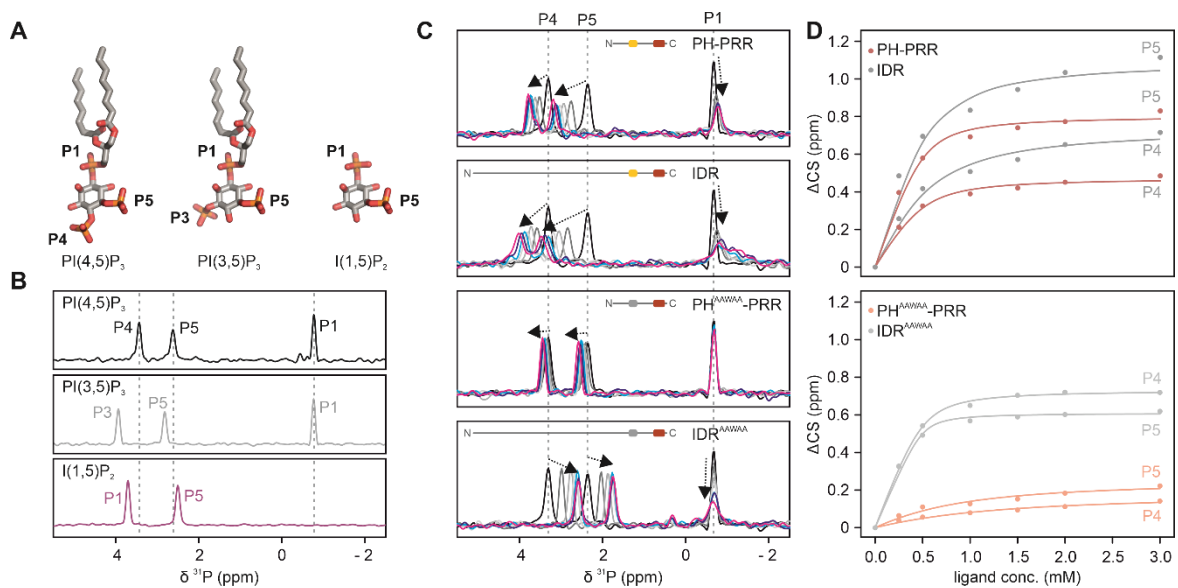 A
P1
P5
P4
PI(4,5)P3
P1
P5
P3
PI(3,5)P3
P1
P5
I(1,5)P2
B
PI(4,5)P3
P4
P5
P1
PI(3,5)P3
P3
P5
P1
I(1,5)P2
P1
P5
4
2
0
-2
δ 31P (ppm)
C
P4
P5
P1
N
C
PH-PRR
N
C
IDR
N
C
PHAAWAA-PRR
N
C
IDRAAWAA
4
2
0
- 2
δ 31P (ppm)
D
PH-PRR
IDR
P5
P5
P4
P4
1.2
1.0
0.8
0.6
0.4
0.2
0
ΔCS (ppm)
PHAAWAA-PRR
IDRAAWAA
P4
P5
P5
P4
1.2
1.0
0.8
0.6
0.4
0.2
0
ΔCS (ppm)
0.0
0.5
1.0
1.5
2.0
2.5
3.0
ligand conc. (mM)